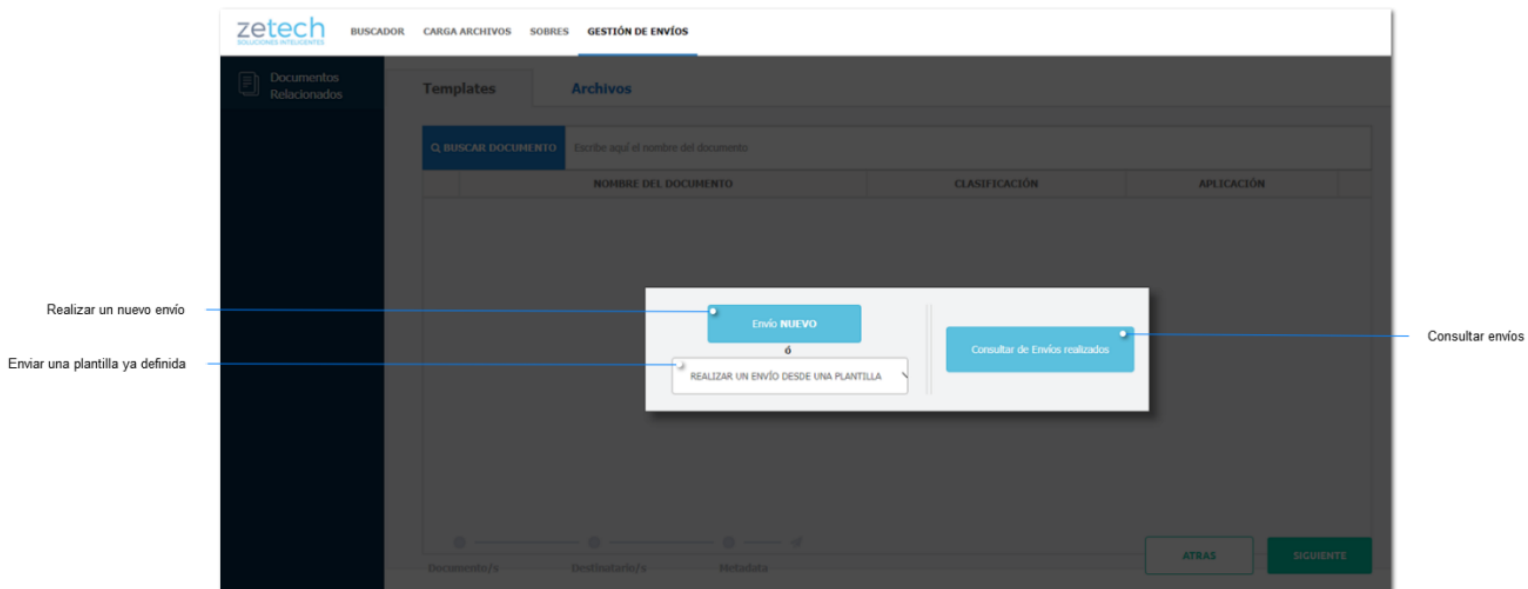 zetech
SOLUCIONES INTELIGENTES
BUSCADOR CARGA ARCHIVOS SOBRES GESTIÓN DE ENVÍOS
Documentos
Relacionados
Templates Archivos
BUSCAR DOCUMENTO Escribe aquí el nombre del documento
NOMBRE DEL DOCUMENTO CLASIFICACIÓN APLICACIÓN
Realizar un nuevo envío
Envío NUEVO
ó
Consultar de Envíos realizados
Consultar envíos
Enviar una plantilla ya definida
REALIZAR UN ENVÍO DESDE UNA PLANTILLA
ATRAS SIGUIENTE
Documento/s Destinatario/s Metadata